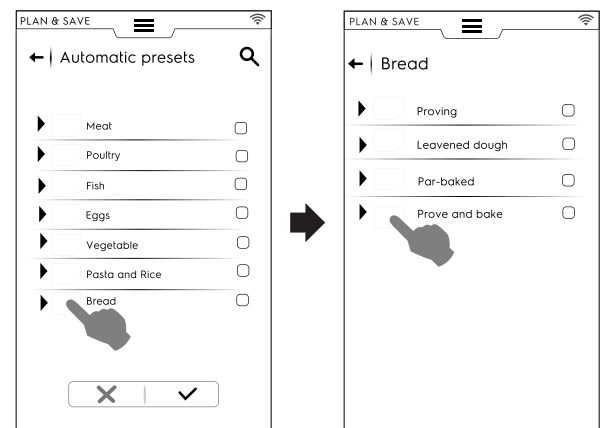 PLAN & SAVE
Automatic presets
Meat
Poultry
Fish
Eggs
Vegetable
Pasta and Rice
Bread
PLAN & SAVE
Bread
Proving
Leavened dough
Par-baked
Prove and bake